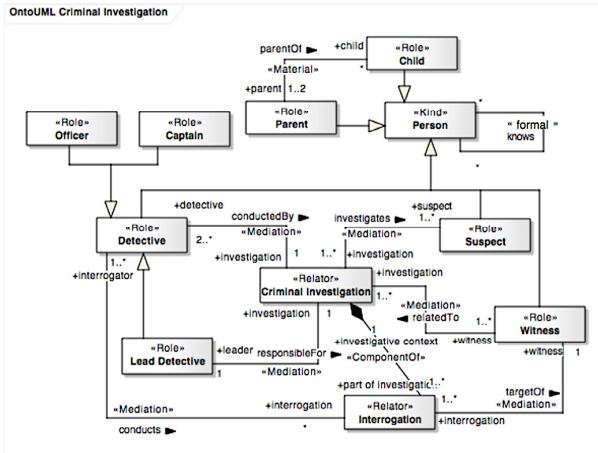 OntoUML Criminal Investigation
parentOf
+child
«Role»
Child
«Material»
*
+parent
1..2
«Role»
Officer
«Role»
Captain
«Role»
Parent
«Kind»
Person
*
« formal »
knows
*
+detective
+suspect
conductedBy
investigates
1..*
«Role»
Detective
2..*
«Mediation»
«Mediation»
«Role»
Suspect
1..*
+interrogator
+investigation
1
1..*
+investigation
«Relator»
Criminal Investigation
+investigation
1..*
+investigation
1
«Mediation»
relatedTo
1..*
«Role»
Witness
+witness
1
+investigative context
+witness
1
«Role»
Lead Detective
+leader
responsibleFor
«ComponentOf»
1
«Mediation»
+part of investigatic
1..*
targetOf
«Mediation»
«Mediation»
+interrogation
1..*
«Relator»
Interrogation
+interrogation
conducts
*